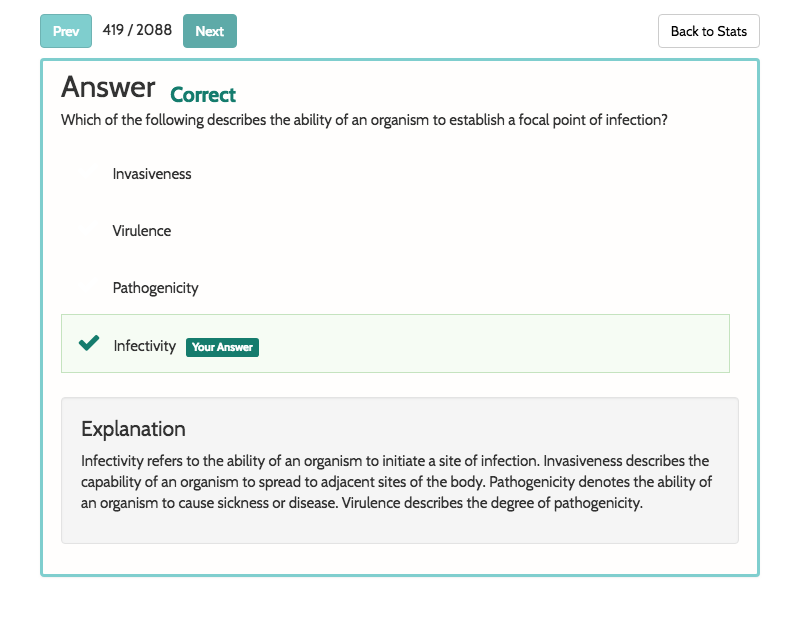 Prev 419 / 2088 Next Back to Stats
Answer Correct
Which of the following describes the ability of an organism to establish a focal point of infection?
Invasiveness
Virulence
Pathogenicity
Infectivity Your Answer
Explanation
Infectivity refers to the ability of an organism to initiate a site of infection. Invasiveness describes the
capability of an organism to spread to adjacent sites of the body. Pathogenicity denotes the ability of
an organism to cause sickness or disease. Virulence describes the degree of pathogenicity.